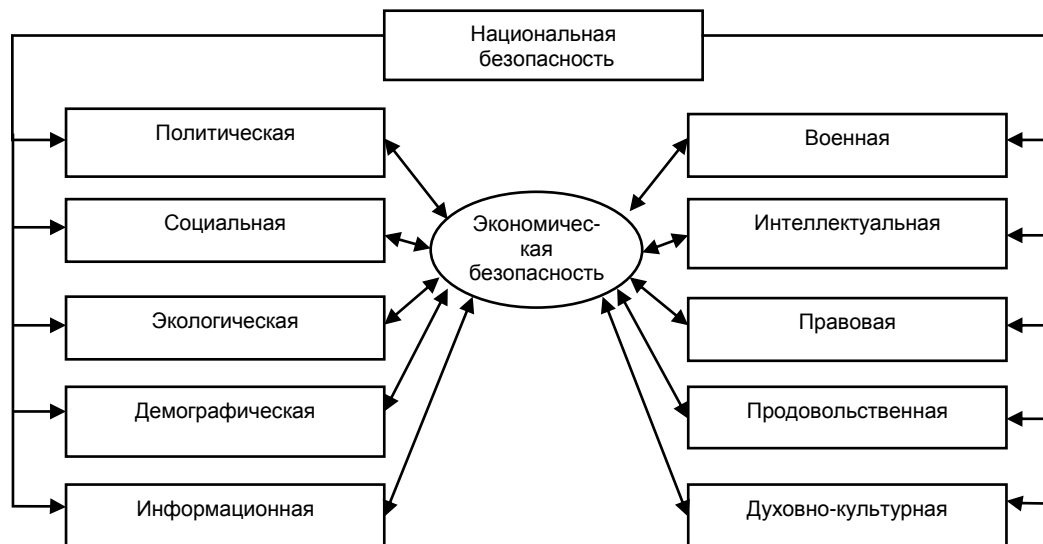 Национальная
безопасность
Политическая
Социальная
Экологическая
Демографическая
Информационная
Экономичес-
кая
безопасность
Военная
Интеллектуальная
Правовая
Продовольственная
Духовно-культурная